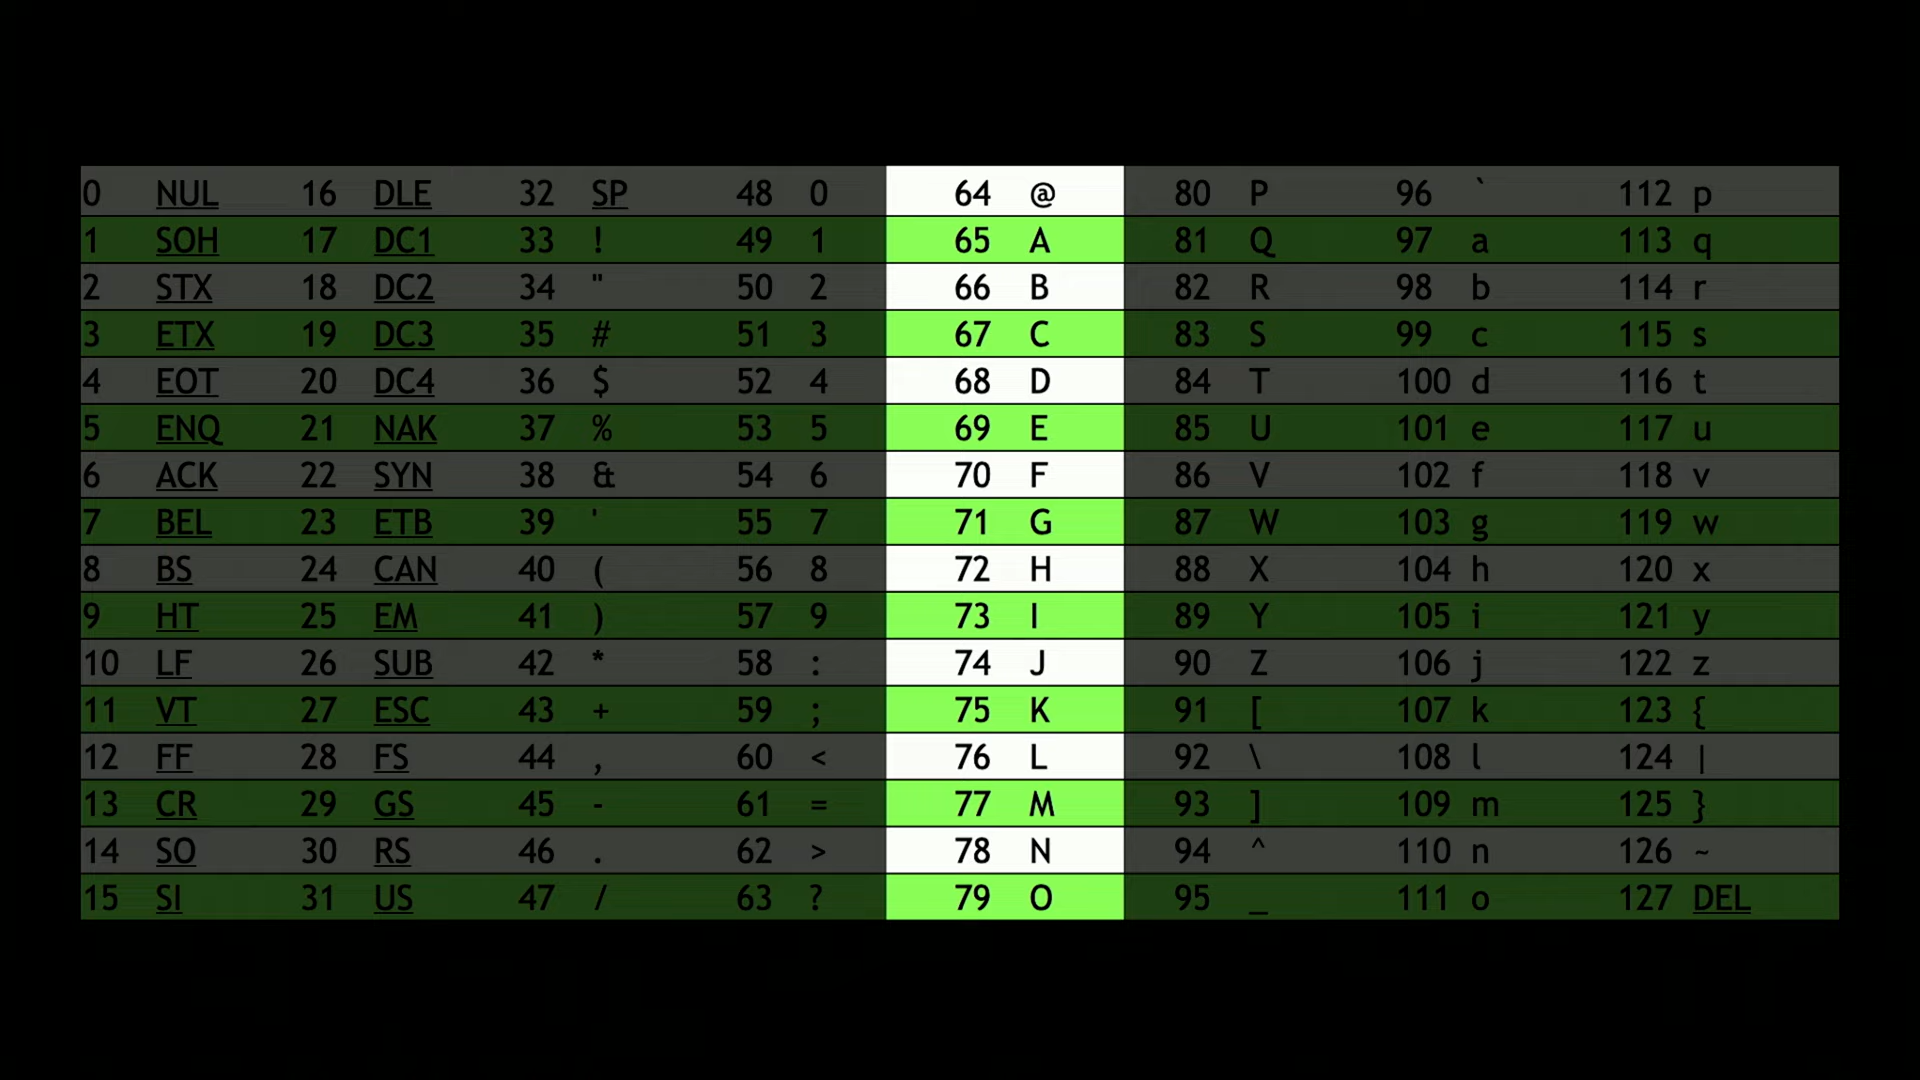 0 NUL 16 DLE 32 SP 48 0 64 @ 80 P 96 ` 112 p
1 SOH 17 DC1 33 ! 49 1 65 A 81 Q 97 a 113 q
2 STX 18 DC2 34 " 50 2 66 B 82 R 98 b 114 r
3 ETX 19 DC3 35 # 51 3 67 C 83 S 99 c 115 s
4 EOT 20 DC4 36 $ 52 4 68 D 84 T 100 d 116 t
5 ENQ 21 NAK 37 % 53 5 69 E 85 U 101 e 117 u
6 ACK 22 SYN 38 & 54 6 70 F 86 V 102 f 118 v
7 BEL 23 ETB 39 ' 55 7 71 G 87 W 103 g 119 w
8 BS 24 CAN 40 ( 56 8 72 H 88 X 104 h 120 x
9 HT 25 EM 41 ) 57 9 73 I 89 Y 105 i 121 y
10 LF 26 SUB 42 * 58 : 74 J 90 Z 106 j 122 z
11 VT 27 ESC 43 + 59 ; 75 K 91 [ 107 k 123 {
12 FF 28 FS 44 , 60 < 76 L 92 \ 108 l 124 |
13 CR 29 GS 45 - 61 = 77 M 93 ] 109 m 125 }
14 SO 30 RS 46 . 62 > 78 N 94 ^ 110 n 126 ~
15 SI 31 US 47 / 63 ? 79 O 95 _ 111 o 127 DEL